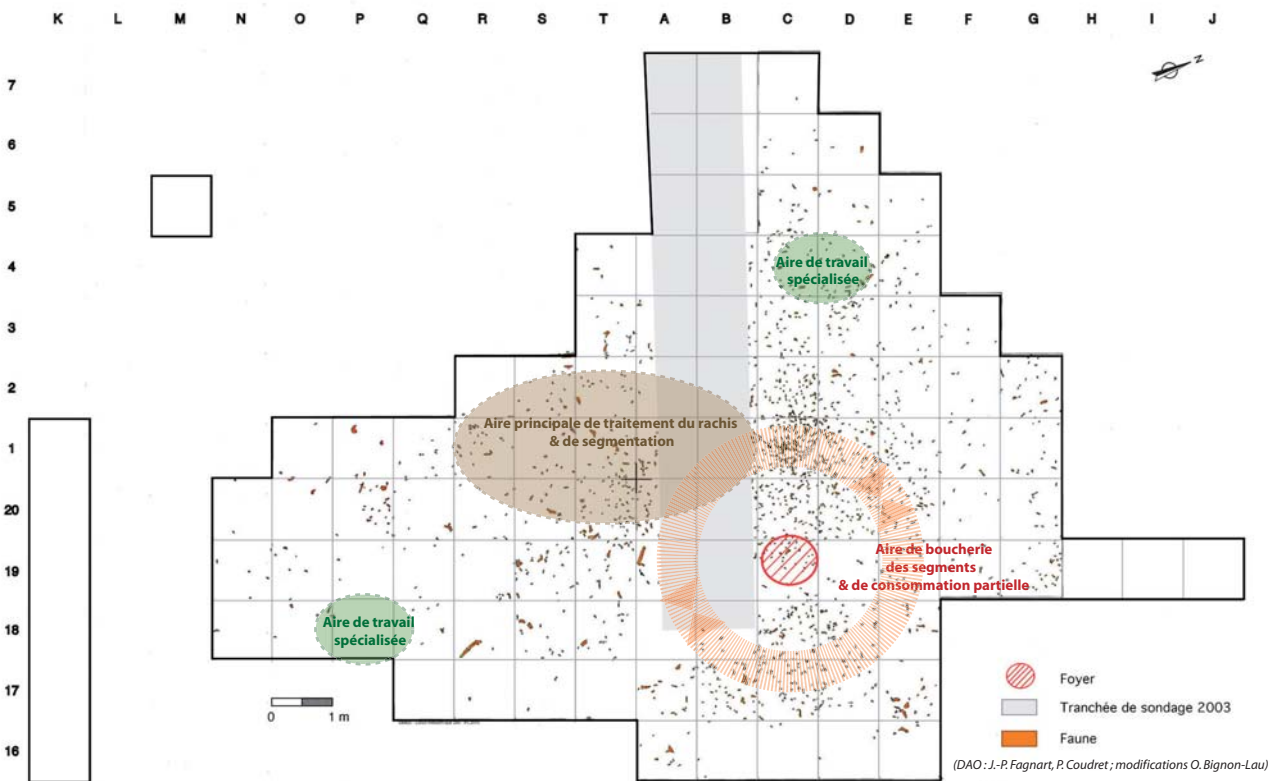 K L M N O P Q R S T A B C D E F G H I J
N
7
6
5
4
Aire de travail
spécialisée
3
2
1
Aire principale de traitement du rachis
& de segmentation
20
19
Aire de boucherie
des segments
& de consommation partielle
18
Aire de travail
spécialisée
17
16
0 1 m
Foyer
Tranchée de sondage 2003
Faune
(DAO : J.-P. Fagnart, P. Coudret ; modifications O. Bignon-Lau)